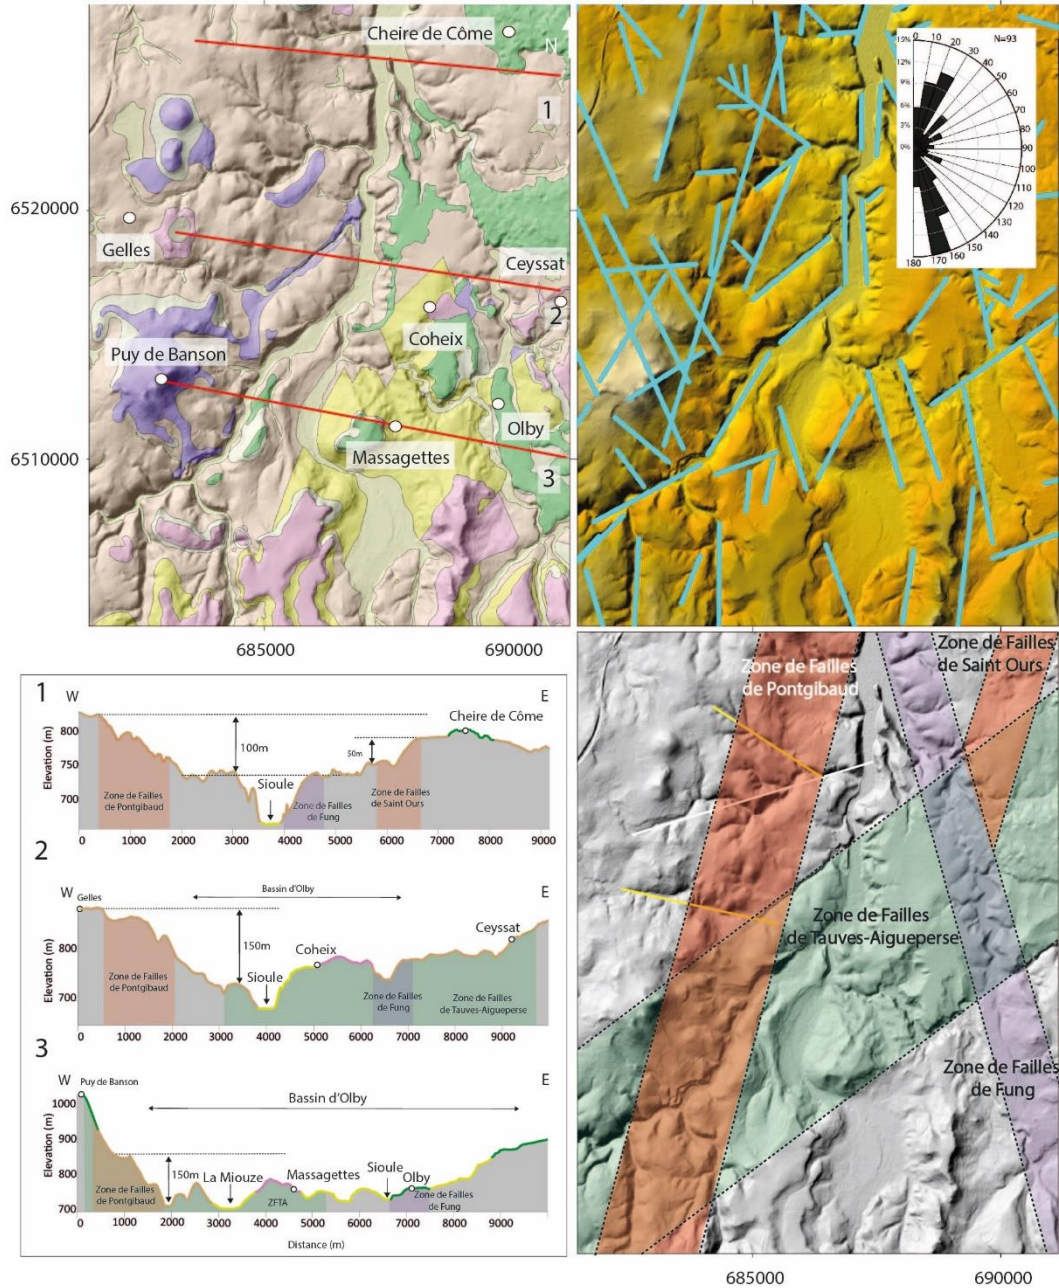 Cheire de Côme
N
1
6520000
Gelles
Ceyssat
2
Coheix
Puy de Banson
Olby
Massagettes
6510000
3
685000
690000
15%
12%
9%
6%
3%
0%
0
10
20
30
40
50
60
70
80
90
100
110
120
130
140
150
160
170
180
N=93
Zone de Failles
de Pontgibaud
Zone de Failles
de Saint Ours
Zone de Failles
de Tauves-Aigueperse
Zone de Failles
de Fung
685000
690000
1
W
E
Elevation (m)
800
750
700
100m
50m
Cheire de Côme
Sioule
Zone de Failles
de Pontgibaud
Zone de Failles
de Fung
Zone de Failles
de Saint Ours
0 1000 2000 3000 4000 5000 6000 7000 8000 9000
2
W
E
Gelles
Bassin d'Olby
Elevation (m)
800
700
150m
Coheix
Ceyssat
Sioule
Zone de Failles
de Pontgibaud
Zone de Failles
de Fung
Zone de Failles
de Tauves-Aigueperse
0 1000 2000 3000 4000 5000 6000 7000 8000 9000
3
W
E
Puy de Banson
Bassin d'Olby
Elevation (m)
1000
900
800
700
150m
La Miouze
Massagettes
Sioule
Olby
Zone de Failles
de Pontgibaud
ZFTA
Zone de Failles
de Fung
0 1000 2000 3000 4000 5000 6000 7000 8000 9000
Distance (m)